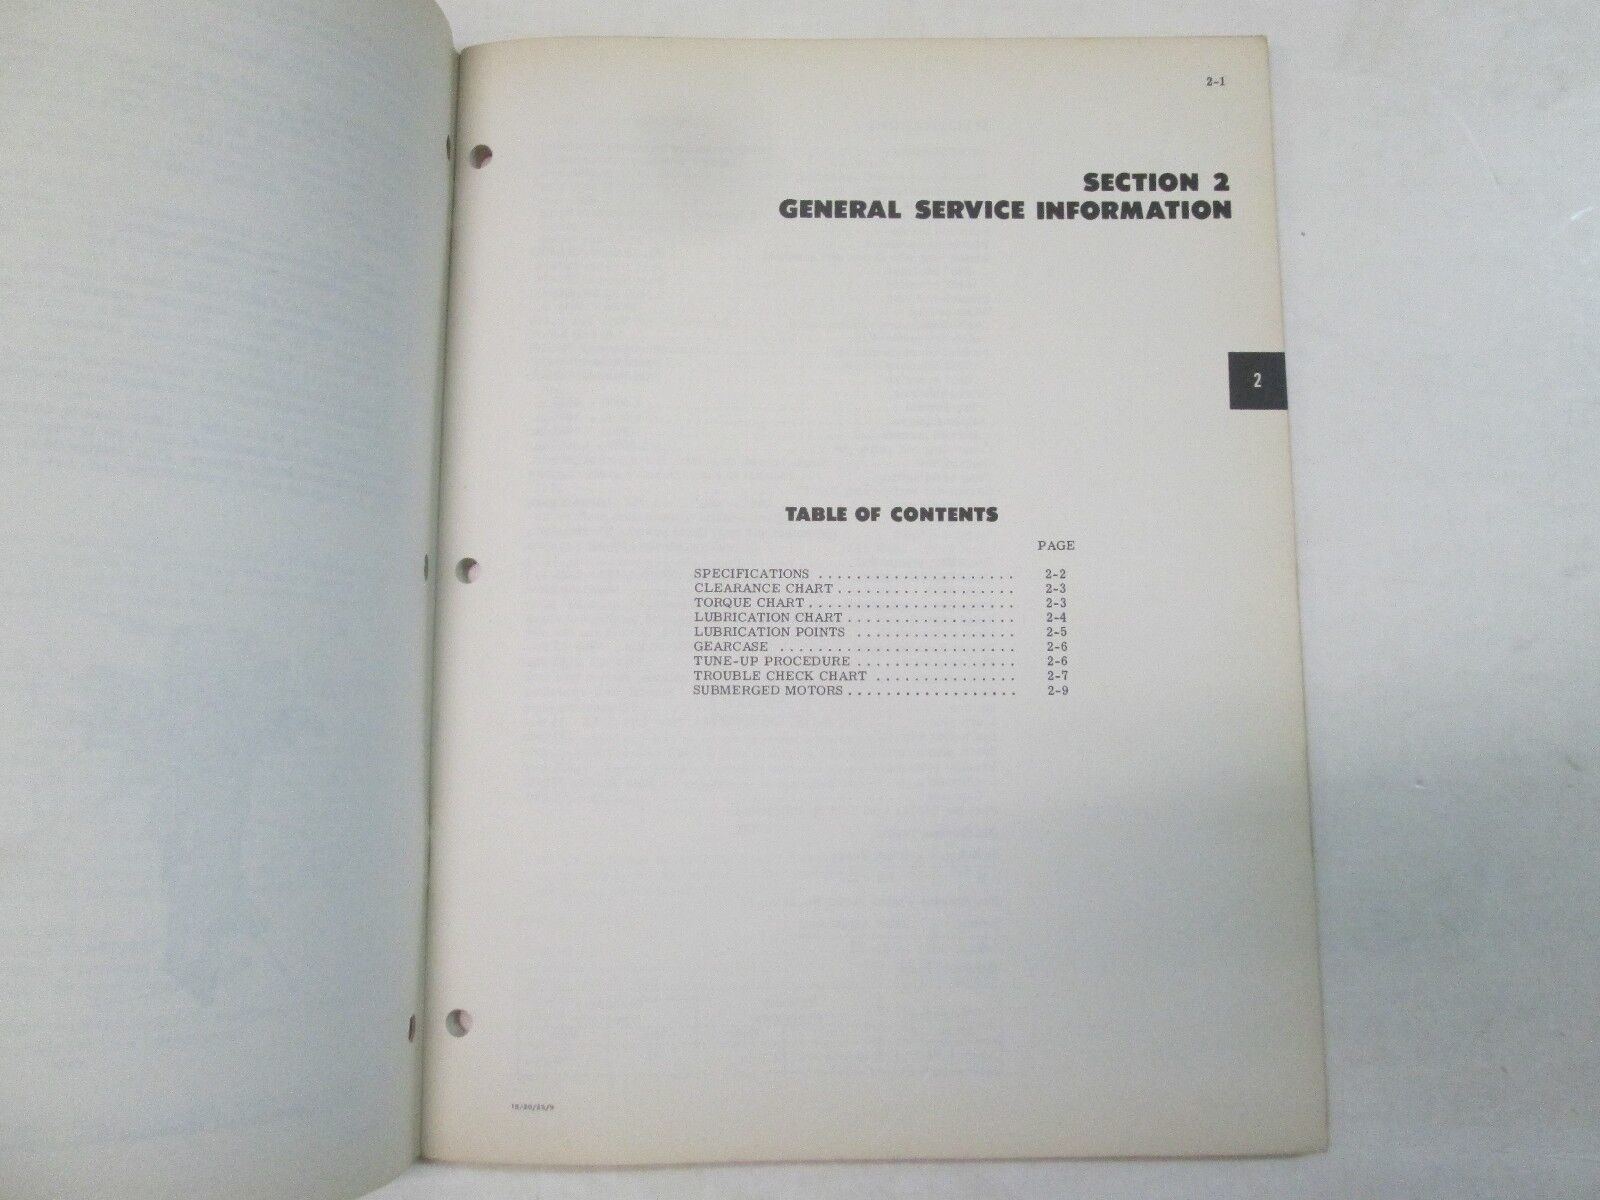 2-1
SECTION 2
GENERAL SERVICE INFORMATION
2
TABLE OF CONTENTS
PAGE
SPECIFICATIONS . . . . . . . . . . . . . . . . . . . . . 2-2
CLEARANCE CHART . . . . . . . . . . . . . . . . . . . 2-3
TORQUE CHART . . . . . . . . . . . . . . . . . . . . . . 2-3
LUBRICATION CHART . . . . . . . . . . . . . . . . . . 2-4
LUBRICATION POINTS . . . . . . . . . . . . . . . . . 2-5
GEARCASE . . . . . . . . . . . . . . . . . . . . . . . . . 2-6
TUNE-UP PROCEDURE . . . . . . . . . . . . . . . . . 2-6
TROUBLE CHECK CHART . . . . . . . . . . . . . . . 2-7
SUBMERGED MOTORS . . . . . . . . . . . . . . . . . . 2-9